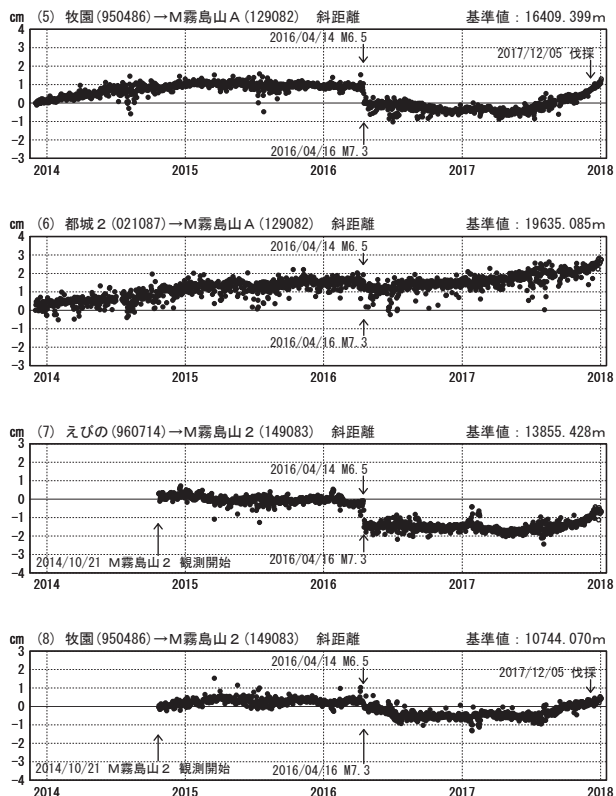 cm (5) 牧園(950486)→Ｍ霧島山Ａ(129082) 斜距離 基準値：16409.399ｍ
4
3
2
1
0
-1
-2
-3
2016/04/14 M6.5
2017/12/05 伐採
2016/04/16 M7.3
2014 2015 2016 2017 2018
cm (6) 都城２(021087)→Ｍ霧島山Ａ(129082) 斜距離 基準値：19635.085ｍ
4
3
2
1
0
-1
-2
-3
2016/04/14 M6.5
2016/04/16 M7.3
2014 2015 2016 2017 2018
cm (7) えびの(960714)→Ｍ霧島山２(149083) 斜距離 基準値：13855.428ｍ
3
2
1
0
-1
-2
-3
-4
2016/04/14 M6.5
2014/10/21 Ｍ霧島山２ 観測開始
2016/04/16 M7.3
2014 2015 2016 2017 2018
cm (8) 牧園(950486)→Ｍ霧島山２(149083) 斜距離 基準値：10744.070ｍ
3
2
1
0
-1
-2
-3
-4
2016/04/14 M6.5
2017/12/05 伐採
2014/10/21 Ｍ霧島山２ 観測開始
2016/04/16 M7.3
2014 2015 2016 2017 2018